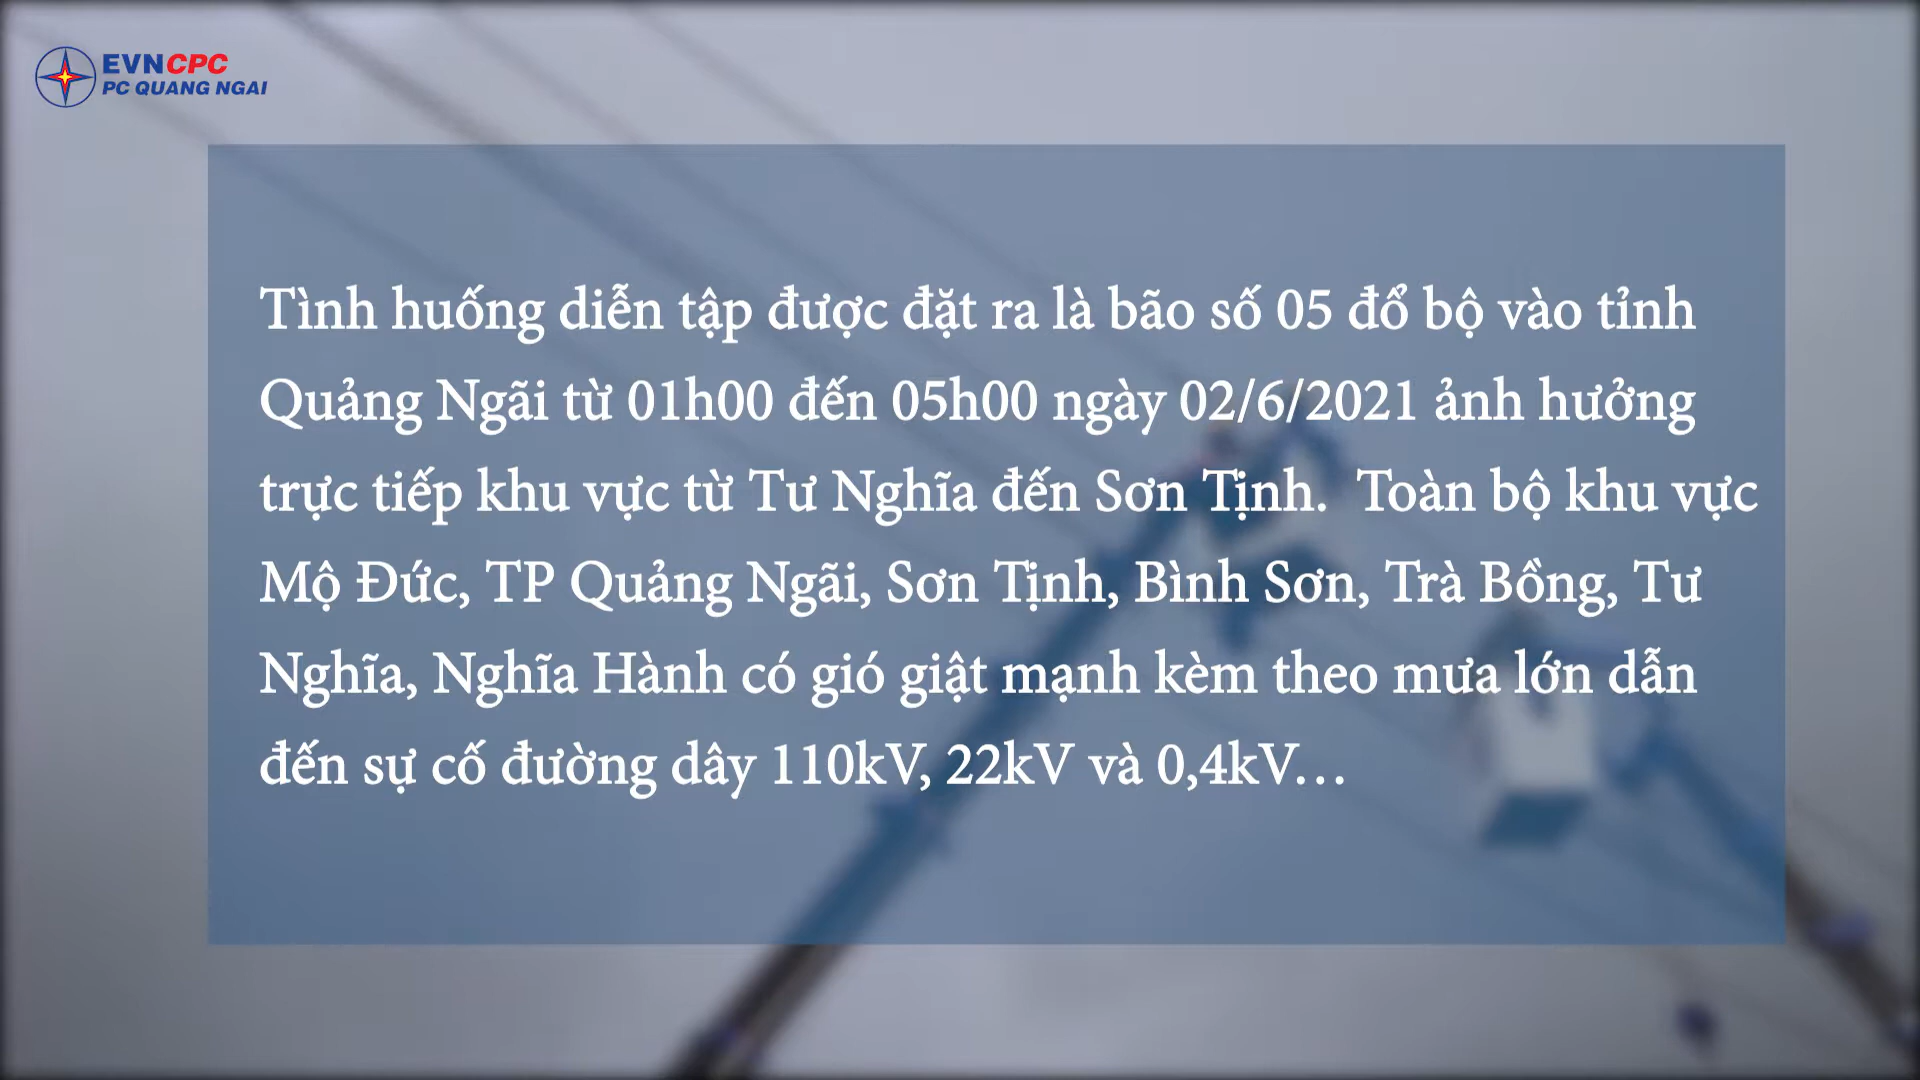 EVNCPC
PC QUANG NGAI
Tình huống diễn tập được đặt ra là bão số 05 đổ bộ vào tỉnh
Quảng Ngãi từ 01h00 đến 05h00 ngày 02/6/2021 ảnh hưởng
trực tiếp khu vực từ Tư Nghĩa đến Sơn Tịnh. Toàn bộ khu vực
Mộ Đức, TP Quảng Ngãi, Sơn Tịnh, Bình Sơn, Trà Bồng, Tư
Nghĩa, Nghĩa Hành có gió giật mạnh kèm theo mưa lớn dẫn
đến sự cố đường dây 110kV, 22kV và 0,4kV…